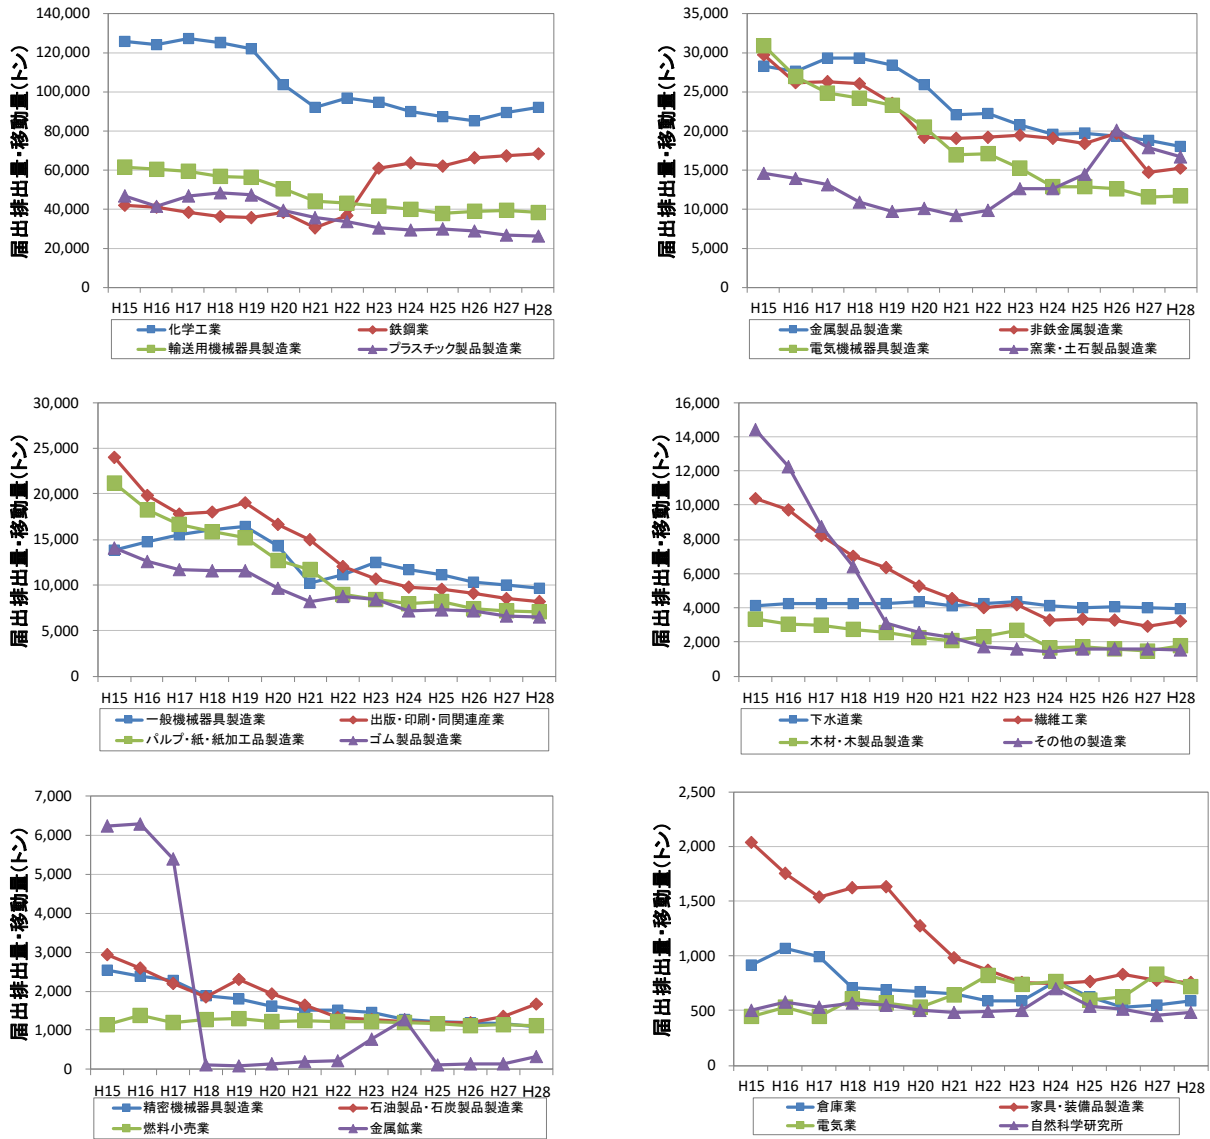 届出排出量・移動量(トン)
140,000
120,000
100,000
80,000
60,000
40,000
20,000
0
H15 H16 H17 H18 H19 H20 H21 H22 H23 H24 H25 H26 H27 H28
化学工業 鉄鋼業
輸送用機械器具製造業 プラスチック製品製造業
届出排出量・移動量(トン)
35,000
30,000
25,000
20,000
15,000
10,000
5,000
0
H15 H16 H17 H18 H19 H20 H21 H22 H23 H24 H25 H26 H27 H28
金属製品製造業 非鉄金属製造業
電気機械器具製造業 窯業・土石製品製造業
届出排出量・移動量(トン)
30,000
25,000
20,000
15,000
10,000
5,000
0
H15 H16 H17 H18 H19 H20 H21 H22 H23 H24 H25 H26 H27 H28
一般機械器具製造業 出版・印刷・同関連産業
パルプ・紙・紙加工品製造業 ゴム製品製造業
届出排出量・移動量(トン)
16,000
14,000
12,000
10,000
8,000
6,000
4,000
2,000
0
H15 H16 H17 H18 H19 H20 H21 H22 H23 H24 H25 H26 H27 H28
下水道業 繊維工業
木材・木製品製造業 その他の製造業
届出排出量・移動量(トン)
7,000
6,000
5,000
4,000
3,000
2,000
1,000
0
H15 H16 H17 H18 H19 H20 H21 H22 H23 H24 H25 H26 H27 H28
精密機械器具製造業 石油製品・石炭製品製造業
燃料小売業 金属鉱業
届出排出量・移動量(トン)
2,500
2,000
1,500
1,000
500
0
H15 H16 H17 H18 H19 H20 H21 H22 H23 H24 H25 H26 H27 H28
倉庫業 家具・装備品製造業
電気業 自然科学研究所